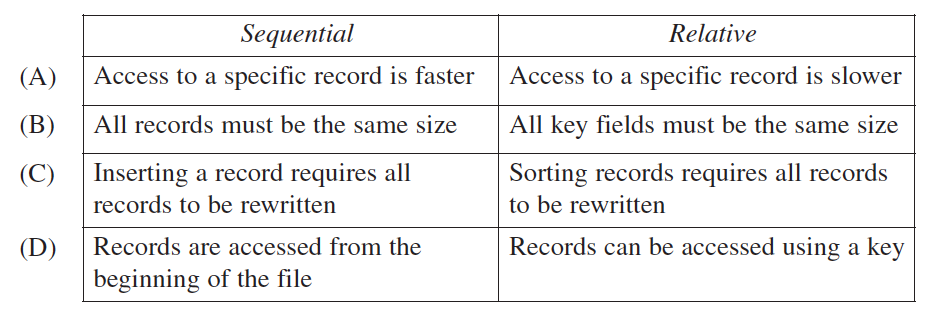 Sequential Relative
(A) Access to a specific record is faster Access to a specific record is slower
(B) All records must be the same size All key fields must be the same size
(C) Inserting a record requires all Sorting records requires all records
records to be rewritten to be rewritten
(D) Records are accessed from the Records can be accessed using a key
beginning of the file